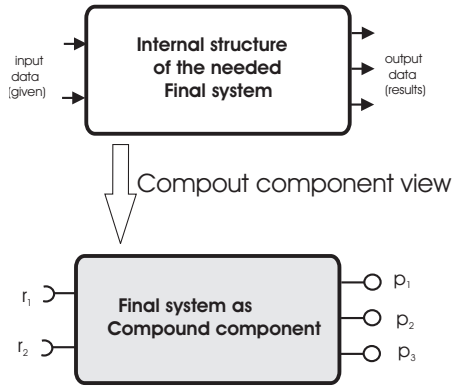 Internal structure
of the needed
Final system
input
data
(given)
output
data
(results)
Compout component view
r1
r2
Final system as
Compound component
p1
p2
p3